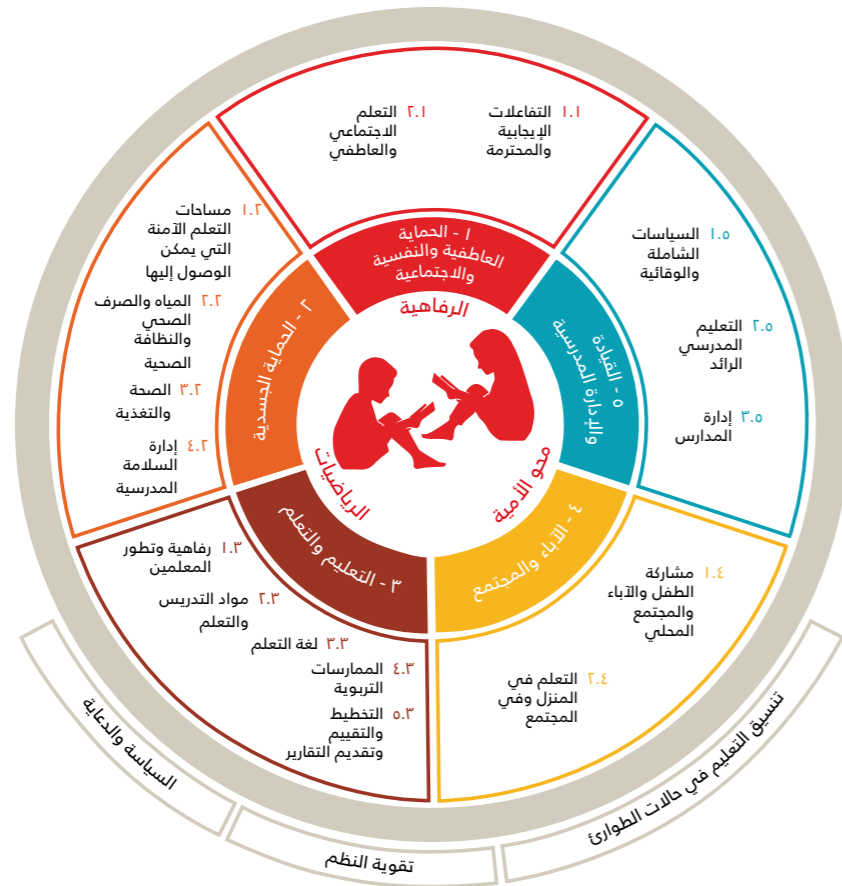 ١.١ التفاعلات
الإيجابية
والمحترمة
٢.١ التعلم
الاجتماعي
والعاطفي
١ - الحماية
العاطفية والنفسية
والاجتماعية
١.٢ مساحات
التعلم الآمنة
التي يمكن
الوصول إليها
٢.٢ المياه والصرف
الصحي
والنظافة
الصحية
٣.٢ الصحة
والتغذية
٤.٢ إدارة
السلامة
المدرسية
٢ - الحماية الجسدية
١.٣ رفاهية وتطور
المعلمين
٢.٣ مواد التدريس
والتعلم
٣.٣ لغة التعلم
٤.٣ الممارسات
التربوية
٥.٣ التخطيط
والتقييم
وتقديم التقارير
٣ - التعليم والتعلم
١.٤ مشاركة
الطفل والآباء
والمجتمع
المحلي
٢.٤ التعلم في
المنزل وفي
المجتمع
٤ - الآباء والمجتمع
١.٥ السياسات
الشاملة
والوقائية
٢.٥ التعليم
المدرسي
الرائد
٣.٥ إدارة
المدارس
٥ - القيادة
والإدارة المدرسية
الرفاهية
محو الأمية
الرياضيات
تنسيق التعليم في حالات الطوارئ
تقوية النظم
السياسة والدعاية